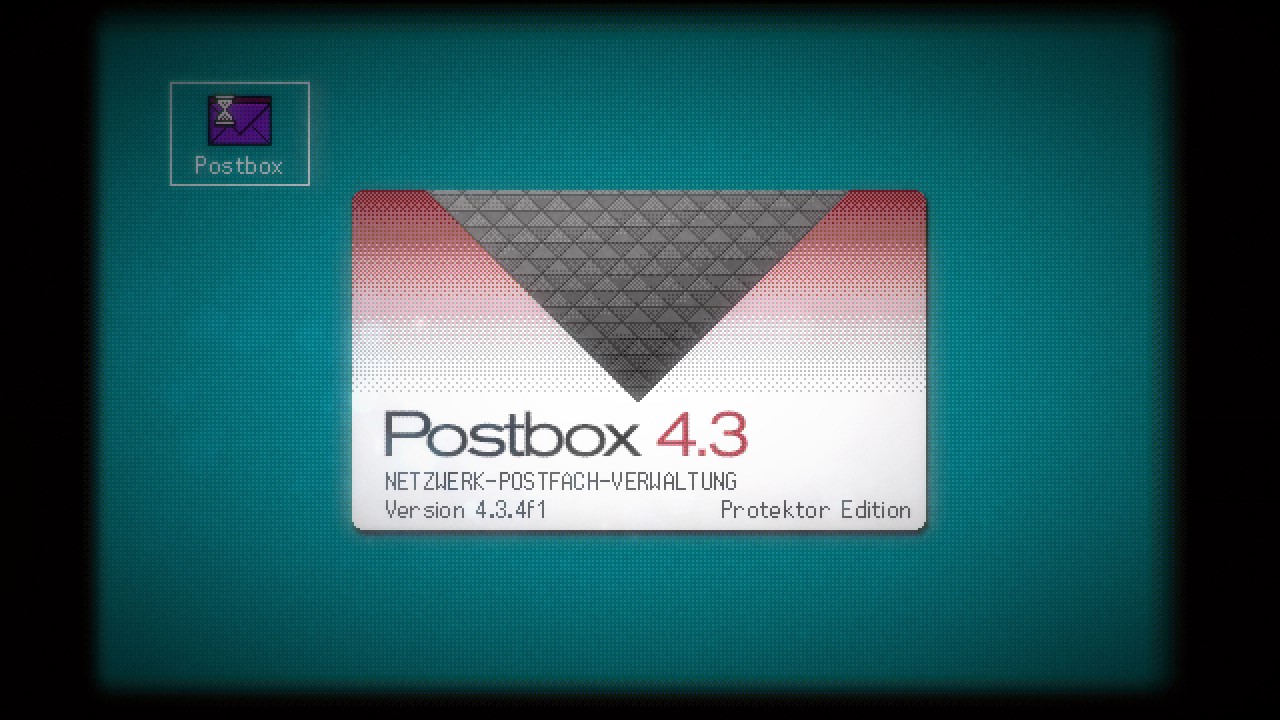 Postbox
Postbox 4.3
NETZWERK-POSTFACH-VERWALTUNG
Version 4.3.4f1
Protektor Edition